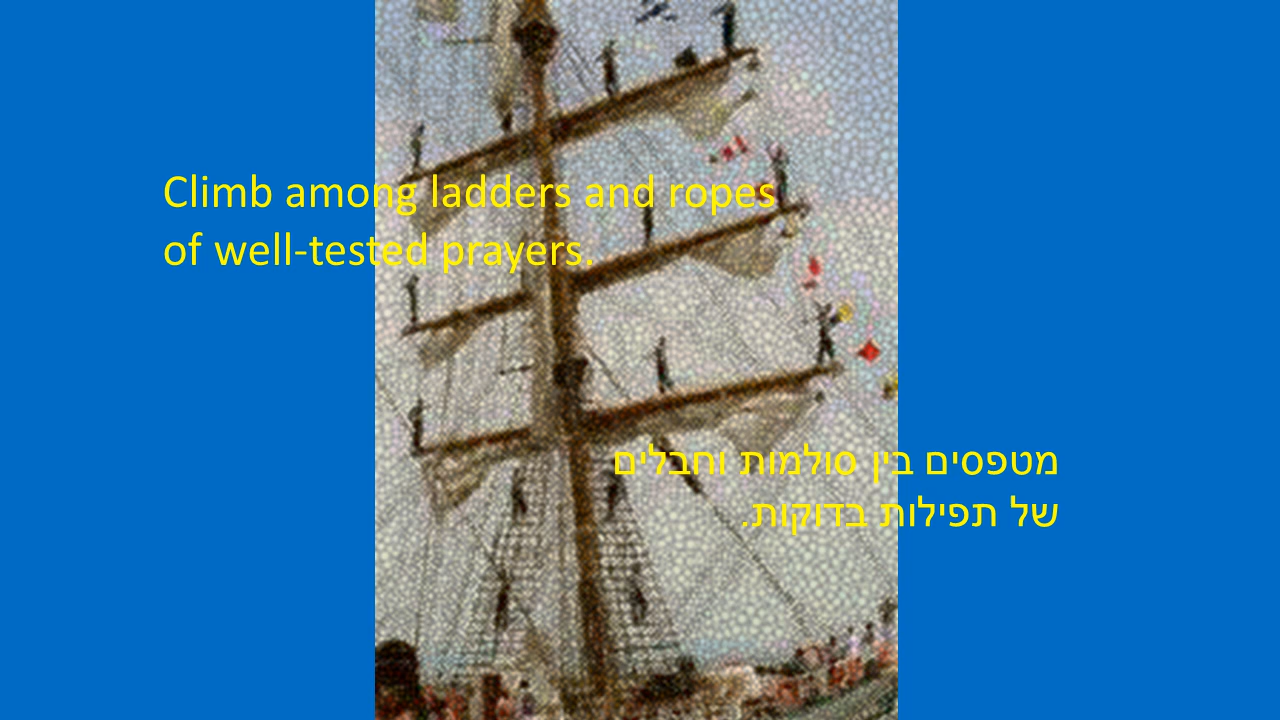 Climb among ladders and ropes
of well-tested prayers.
מטפסים בין סולמות וחבלים
של תפילות בדוקות.